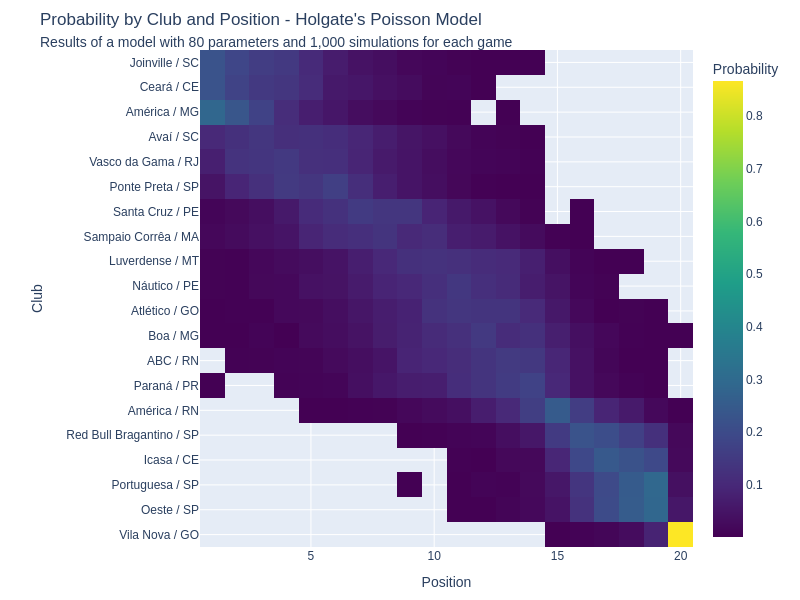 Probability by Club and Position - Holgate's Poisson Model
Results of a model with 80 parameters and 1,000 simulations for each game
Probability
Joinville / SC
Ceará / CE
América / MG
Avaí / SC
Vasco da Gama / RJ
Ponte Preta / SP
Santa Cruz / PE
Sampaio Corrêa / MA
Luverdense / MT
Náutico / PE
Atlético / GO
Boa / MG
ABC / RN
Paraná / PR
América / RN
Red Bull Bragantino / SP
Icasa / CE
Portuguesa / SP
Oeste / SP
Vila Nova / GO
Club
0.8
0.7
0.6
0.5
0.4
0.3
0.2
0.1
5
10
15
20
Position